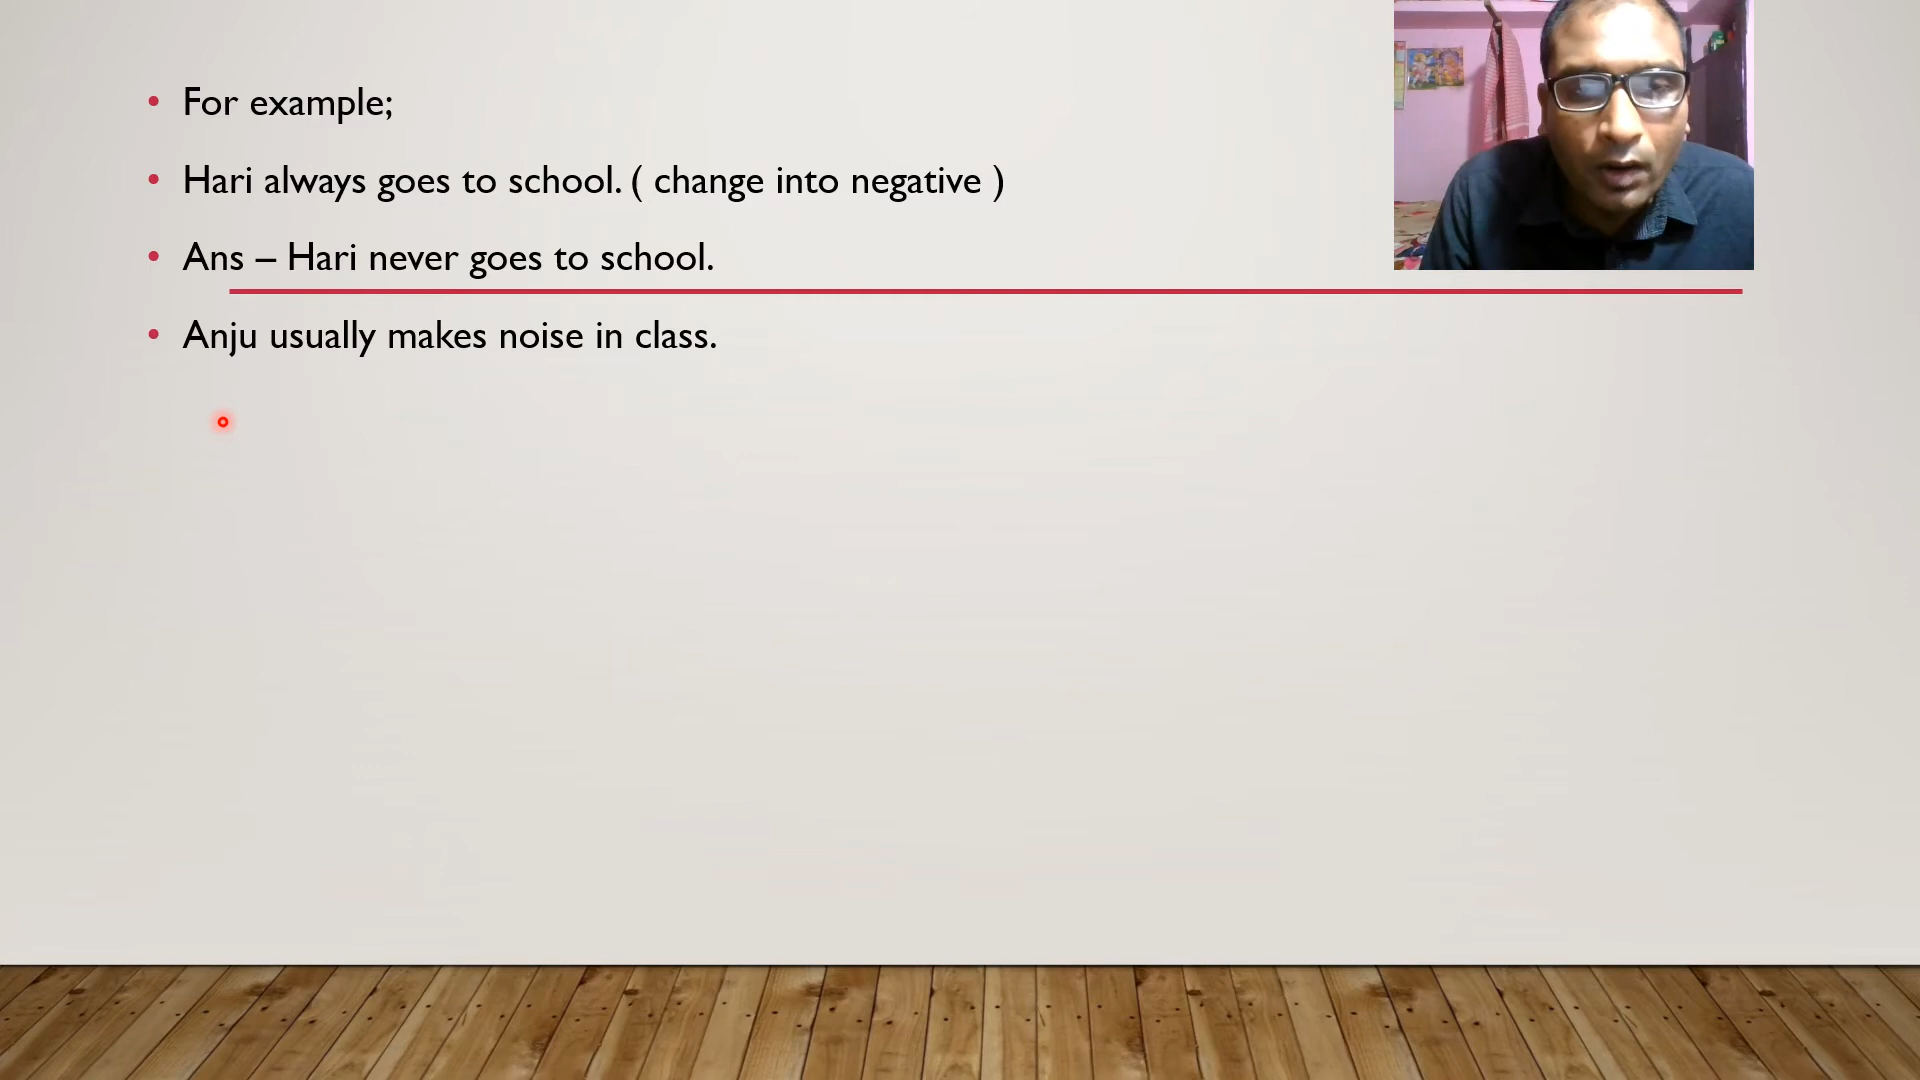 For example;
Hari always goes to school. ( change into negative )
Ans – Hari never goes to school.
Anju usually makes noise in class.